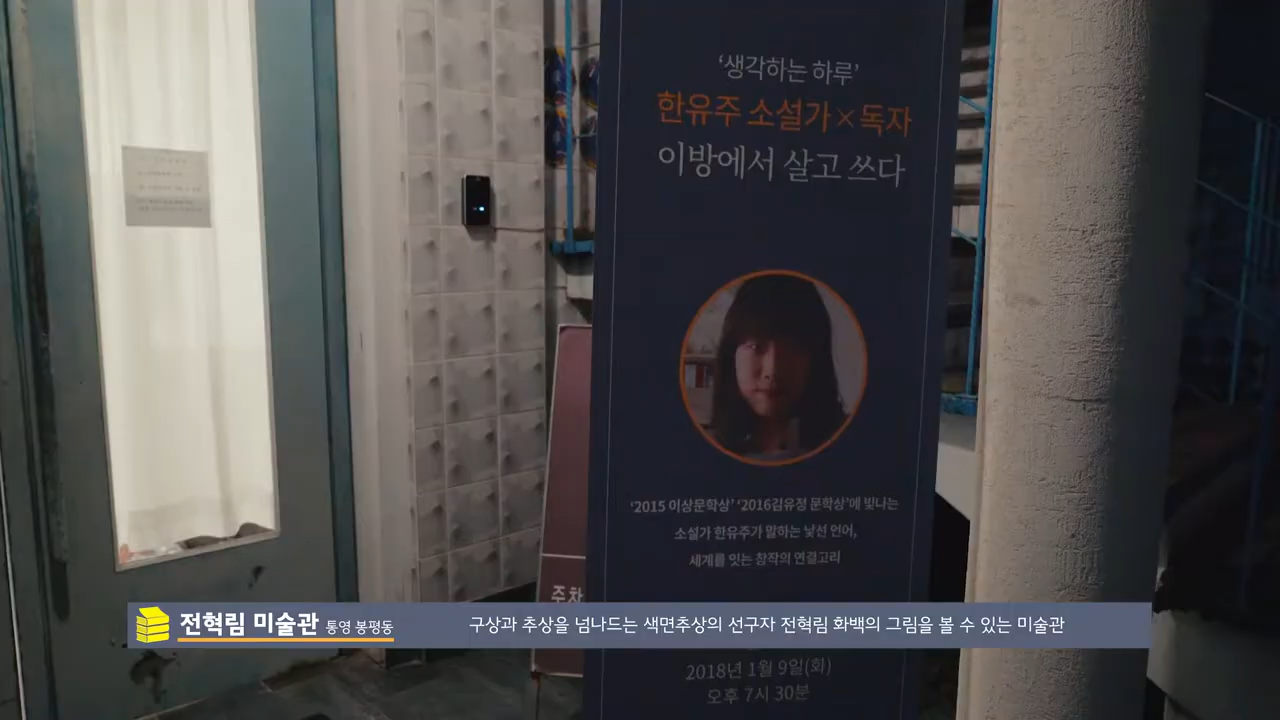 ‘생각하는 하루’
한유주 소설가×독자
이방에서 살고 쓰다
‘2015 이상문학상’ ‘2016김유정 문학상’에 빛나는
소설가 한유주가 말하는 낯선 언어,
세계를 잇는 창작의 연결고리
주차
전혁림 미술관 통영 봉평동
구상과 추상을 넘나드는 색면추상의 선구자 전혁림 화백의 그림을 볼 수 있는 미술관
2018년 1월 9일(화)
오후 7시 30분